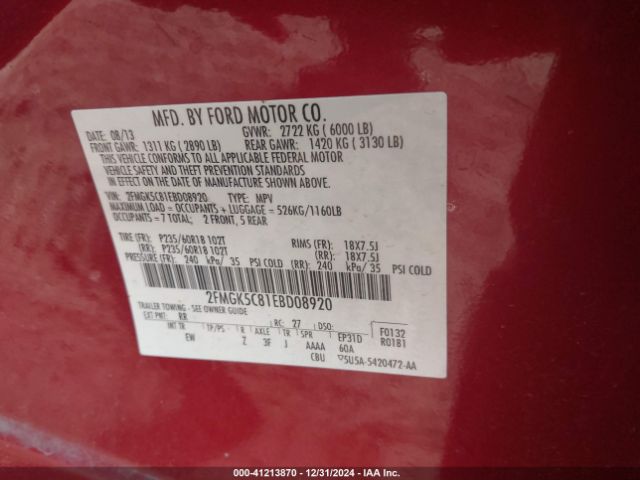 MFD. BY FORD MOTOR CO.
DATE: 08/13 GVWR: 2722 KG ( 6000 LB)
FRONT GAWR: 1311 KG ( 2890 LB) REAR GAWR: 1420 KG ( 3130 LB)
THIS VEHICLE CONFORMS TO ALL APPLICABLE FEDERAL MOTOR
VEHICLE SAFETY AND THEFT PREVENTION STANDARDS
IN EFFECT ON THE DATE OF MANUFACTURE SHOWN ABOVE.
VIN: 2FMGK5C81EBD08920 TYPE: MPV
MAXIMUM LOAD = OCCUPANTS + LUGGAGE = 526KG/1160LB
OCCUPANTS = 7 TOTAL, 2 FRONT, 5 REAR
TIRE (FR): P235/60R18 102T RIMS (FR): 18X7.5J
(RR): P235/60R18 102T (RR): 18X7.5J
PRESSURE (FR): 240 kPa/ 35 PSI COLD (RR): 240 kPa/ 35 PSI COLD
2FMGK5C81EBD08920
TRAILER TOWING - SEE OWNER GUIDE
EXT PNT: RR RC: 27 DSO: F0132
R0181
INT TR TP/PS R AXLE TR SPR EP31D
EW Z 3F J AAAA 60A
CBU 5U5A-5420472-AA
000-41213870 - 12/31/2024 - IAA Inc.